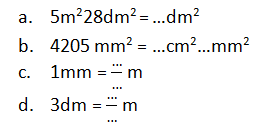 a. 5m²28dm² = ...dm²
b. 4205 mm² = ...cm²...mm²
c. 1mm = .../... m
d. 3dm = .../... m